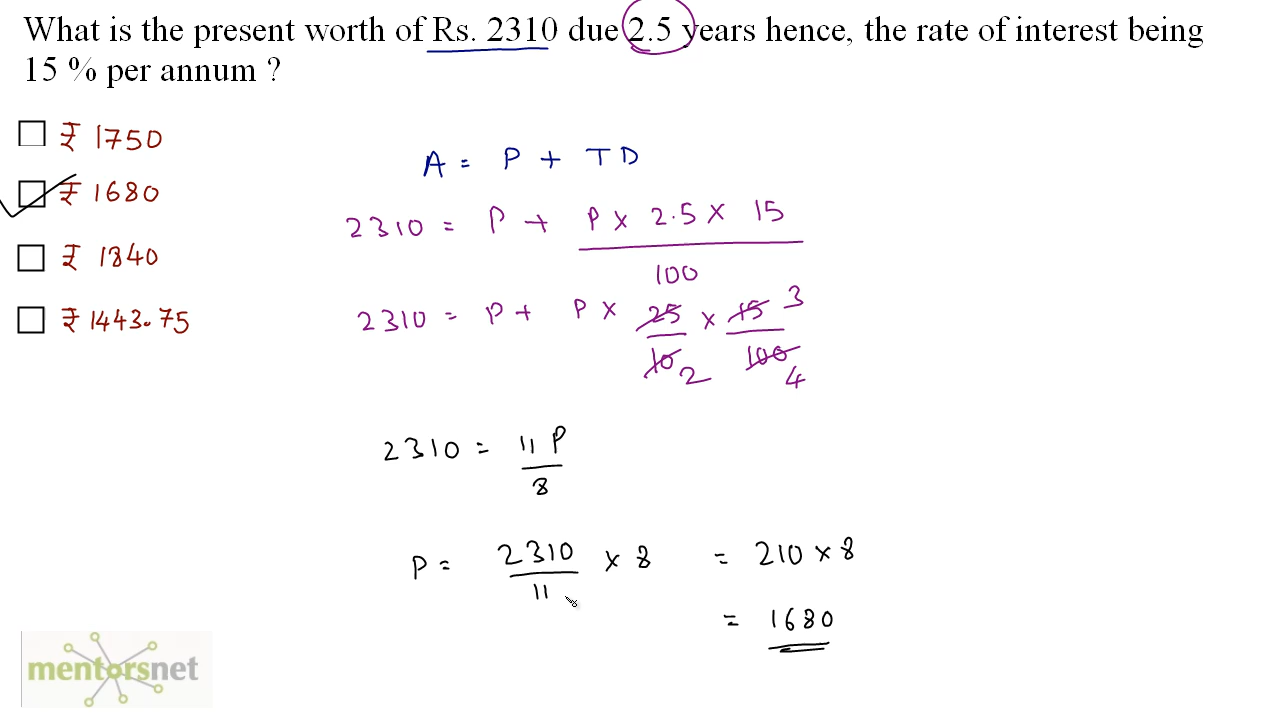 What is the present worth of Rs. 2310 due 2.5 years hence, the rate of interest being
15 % per annum ?
₹ 1750
₹ 1680
₹ 1840
₹ 1443.75
A = P + TD
2310 = P + P x 2.5 x 15
100
2310 = P + P x 25 x 15 3
10 2 100 4
2310 = 11 P
8
P = 2310 x 8 = 210 x 8
11
= 1680
mentorsnet